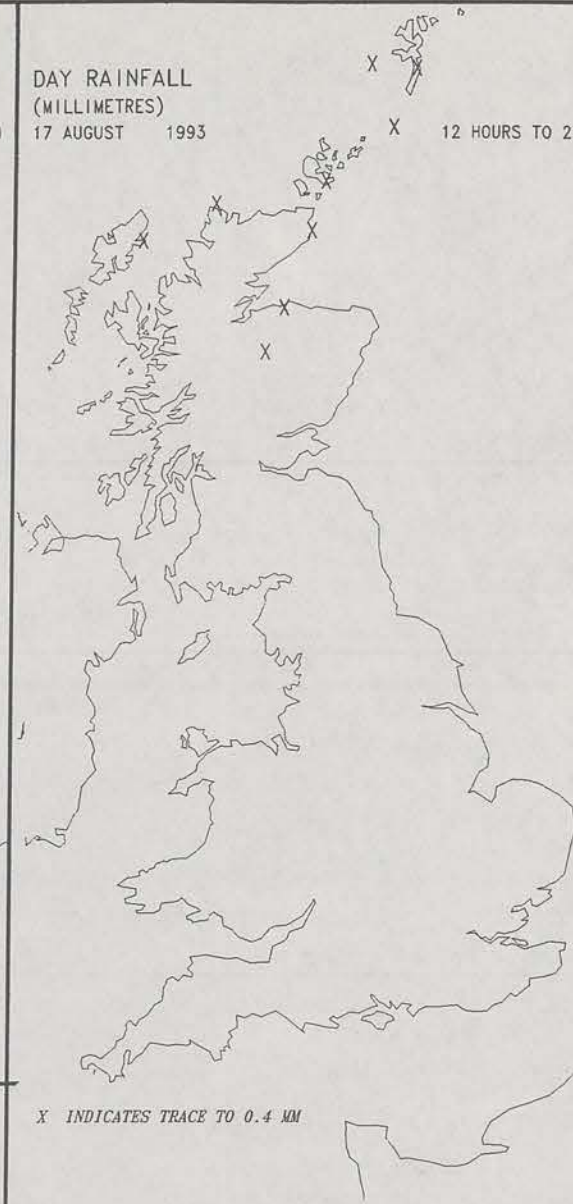 DAY RAINFALL
(MILLIMETRES)
17 AUGUST 1993
12 HOURS TO 2
X
X
X
X
X
X
X
X
X
X INDICATES TRACE TO 0.4 MM